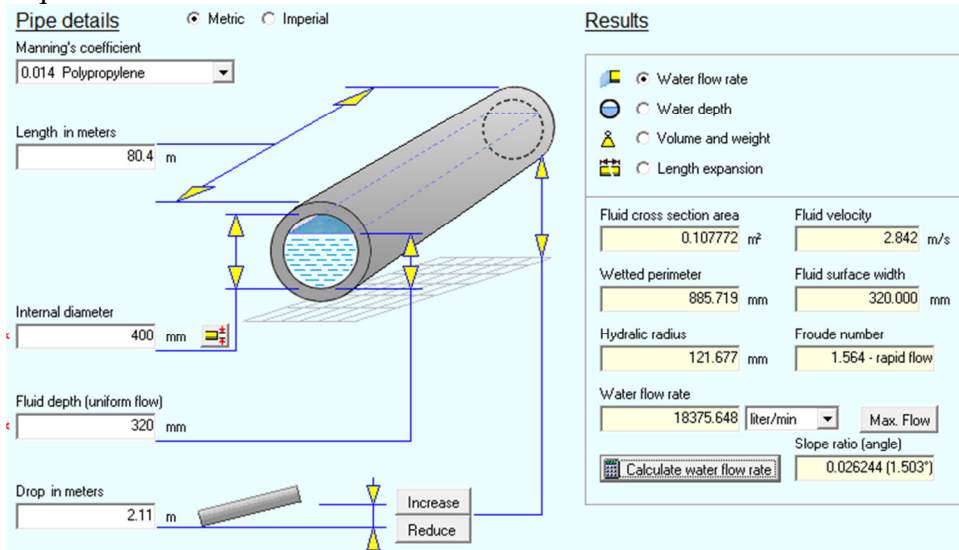 Pipe details
Metric
Imperial
Manning's coefficient
0.014 Polypropylene
Length in meters
80.4 m
Internal diameter
400 mm
Fluid depth (uniform flow)
320 mm
Drop in meters
2.11 m
Increase
Reduce
Results
Water flow rate
Water depth
Volume and weight
Length expansion
Fluid cross section area
0.107772 m²
Fluid velocity
2.842 m/s
Wetted perimeter
885.719 mm
Fluid surface width
320.000 mm
Hydralic radius
121.677 mm
Froude number
1.564 - rapid flow
Water flow rate
18375.648 liter/min
Max. Flow
Calculate water flow rate
Slope ratio (angle)
0.026244 (1.503°)